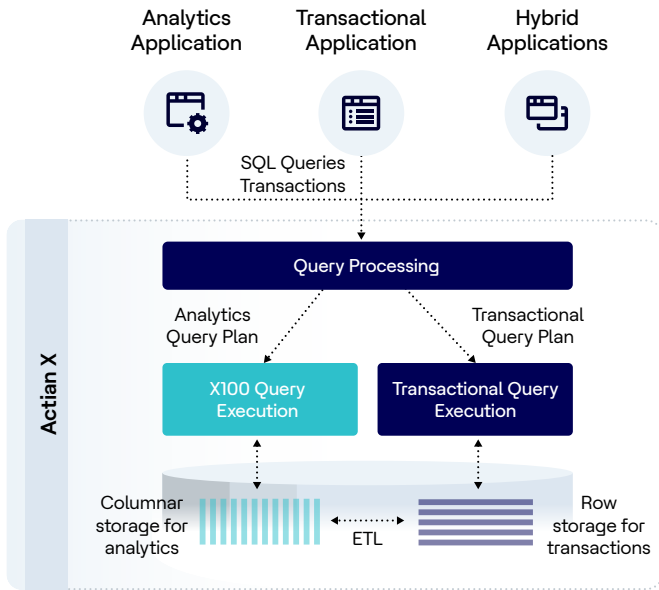 Analytics
Application
Transactional
Application
Hybrid
Applications
SQL Queries
Transactions
Actian X
Query Processing
Analytics
Query Plan
Transactional
Query Plan
X100 Query
Execution
Transactional Query
Execution
Columnar
storage for
analytics
ETL
Row
storage for
transactions